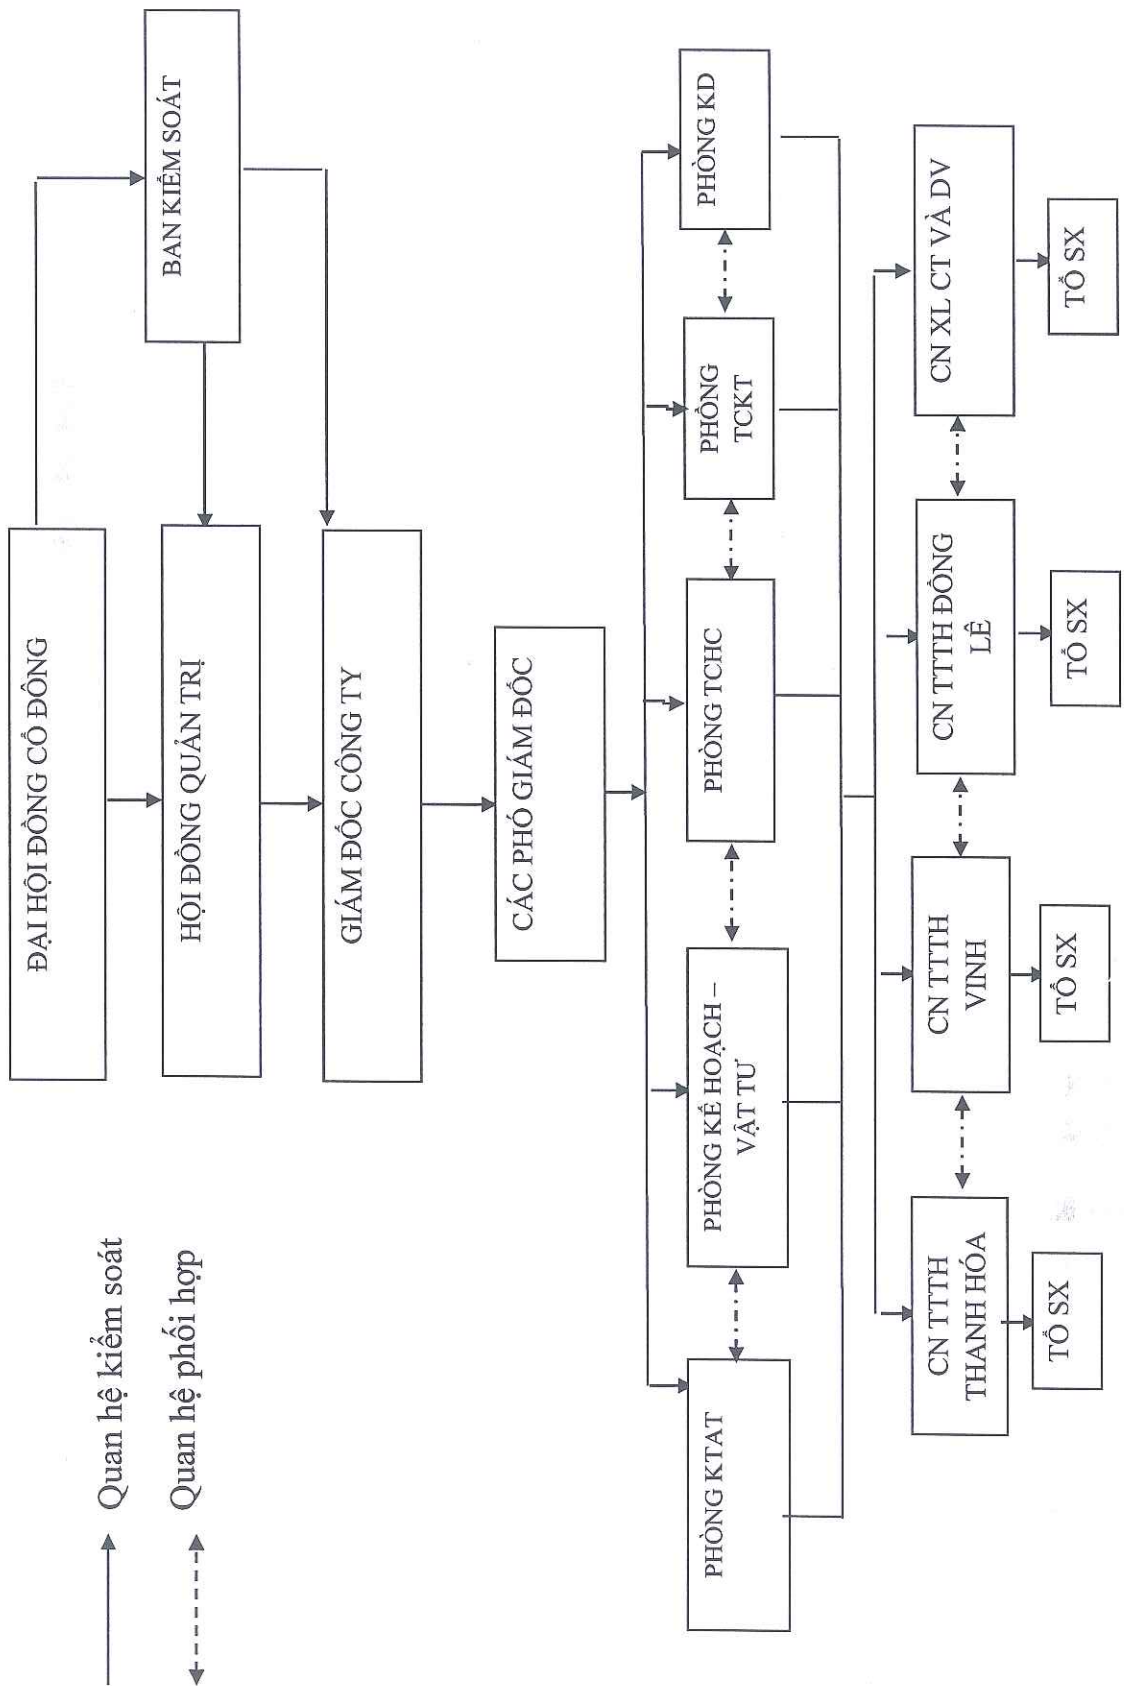 Quan hệ kiểm soát
Quan hệ phối hợp
ĐẠI HỘI ĐỒNG CỔ ĐÔNG
BAN KIỂM SOÁT
HỘI ĐỒNG QUẢN TRỊ
GIÁM ĐỐC CÔNG TY
CÁC PHÓ GIÁM ĐỐC
PHÒNG KTAT
PHÒNG KẾ HOẠCH –
VẬT TƯ
PHÒNG TCHC
PHÒNG
TCKT
PHÒNG KD
CN TTTH
THANH HÓA
CN TTTH
VINH
CN TTTH ĐỒNG
LÊ
CN XL CT VÀ DV
TỔ SX
TỔ SX
TỔ SX
TỔ SX